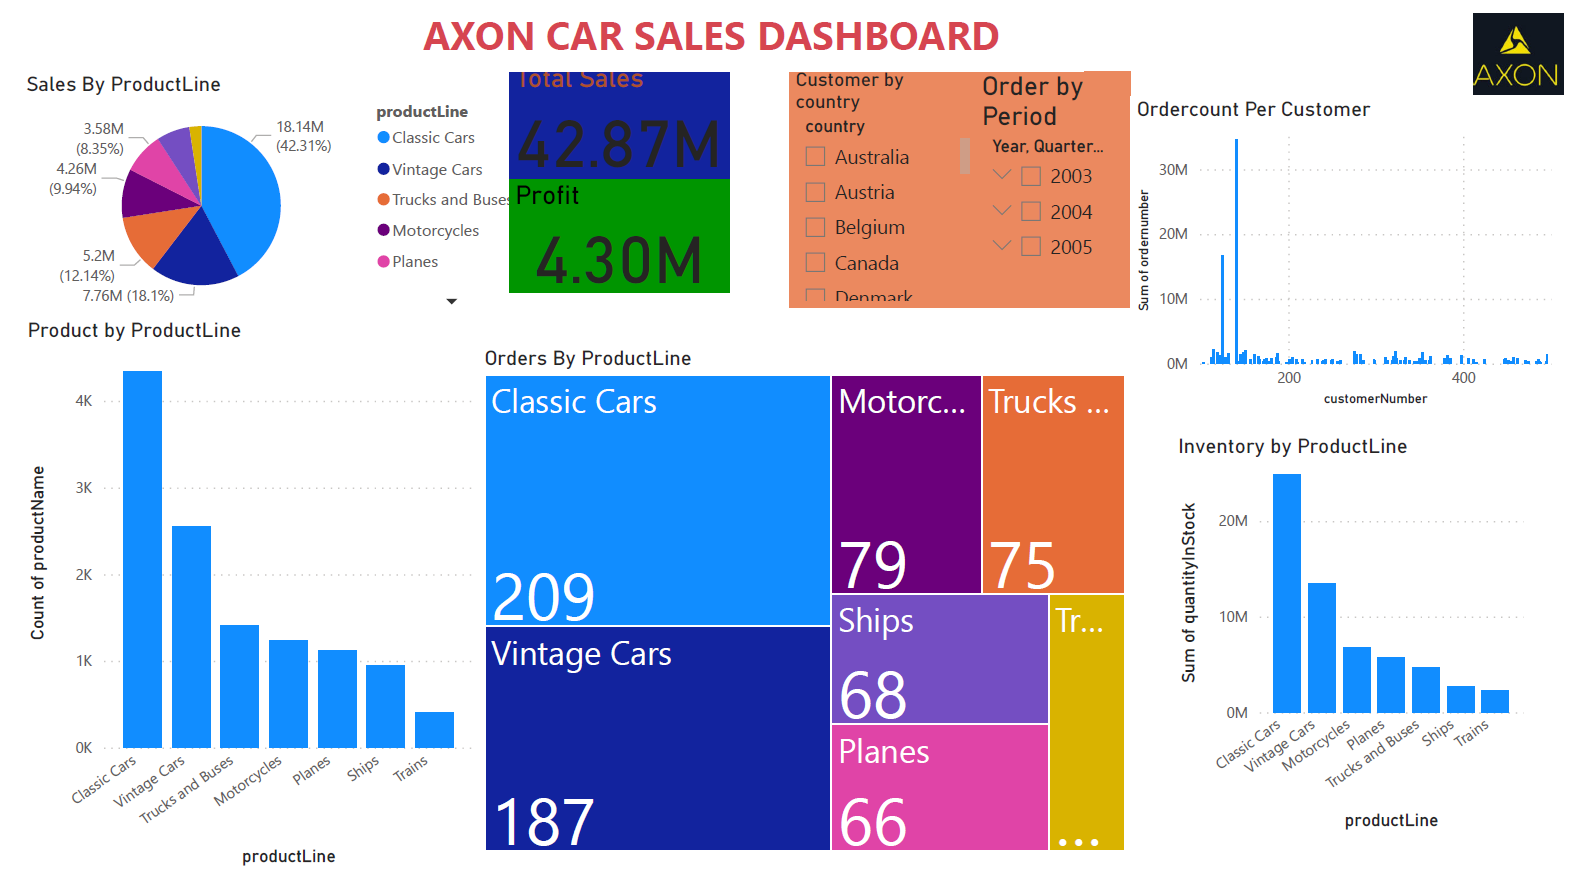 AXON CAR SALES DASHBOARD
AXON
Sales By ProductLine
3.58M
(8.35%)
4.26M
(9.94%)
5.2M
(12.14%)
7.76M (18.1%)
18.14M
(42.31%)
productLine
Classic Cars
Vintage Cars
Trucks and Buses
Motorcycles
Planes
Total Sales
42.87M
Profit
4.30M
Customer by
country
country
Australia
Austria
Belgium
Canada
Denmark
Order by
Period
Year, Quarter...
2003
2004
2005
Ordercount Per Customer
Sum of ordernumber
30M
20M
10M
0M
200
400
customerNumber
Product by ProductLine
Count of productName
4K
3K
2K
1K
0K
Classic Cars
Vintage Cars
Trucks and Buses
Motorcycles
Planes
Ships
Trains
productLine
Orders By ProductLine
Classic Cars
209
Vintage Cars
187
Motorc...
79
Trucks ...
75
Ships
68
Planes
66
Tr...
...
Inventory by ProductLine
Sum of quantityInStock
20M
10M
0M
Classic Cars
Vintage Cars
Motorcycles
Planes
Trucks and Buses
Ships
Trains
productLine